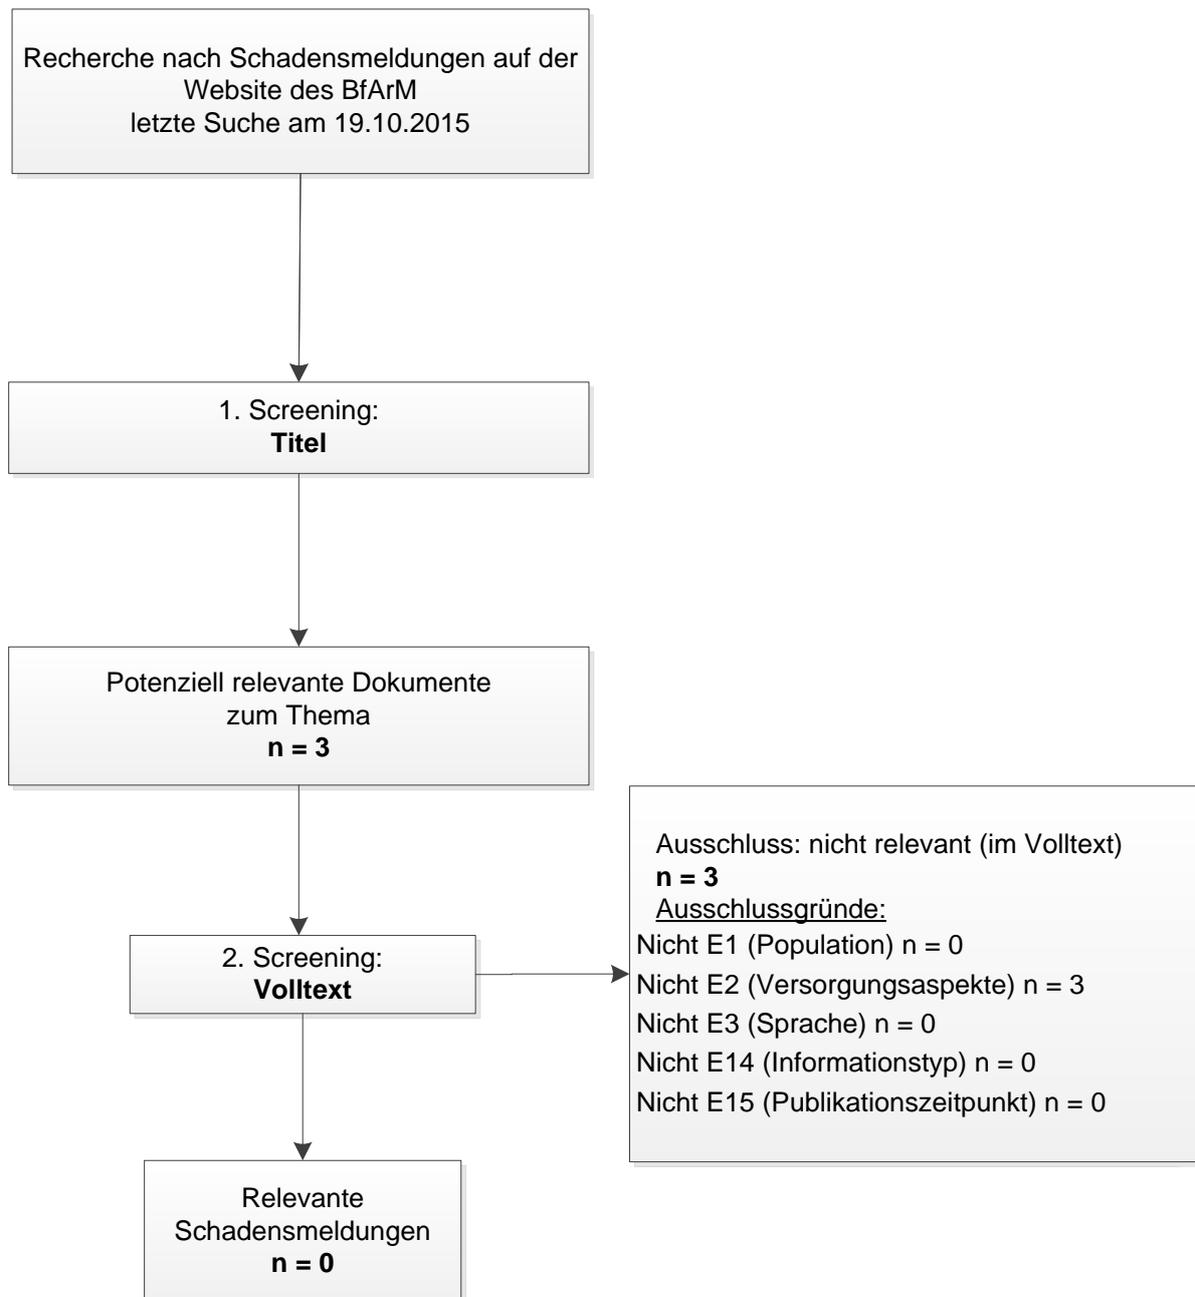 Recherche nach Schadensmeldungen auf der
Website des BfArM
letzte Suche am 19.10.2015
1. Screening:
Titel
Potenziell relevante Dokumente
zum Thema
n = 3
2. Screening:
Volltext
Ausschluss: nicht relevant (im Volltext)
n = 3
Ausschlussgründe:
Nicht E1 (Population) n = 0
Nicht E2 (Versorgungsaspekte) n = 3
Nicht E3 (Sprache) n = 0
Nicht E14 (Informationstyp) n = 0
Nicht E15 (Publikationszeitpunkt) n = 0
Relevante
Schadensmeldungen
n = 0